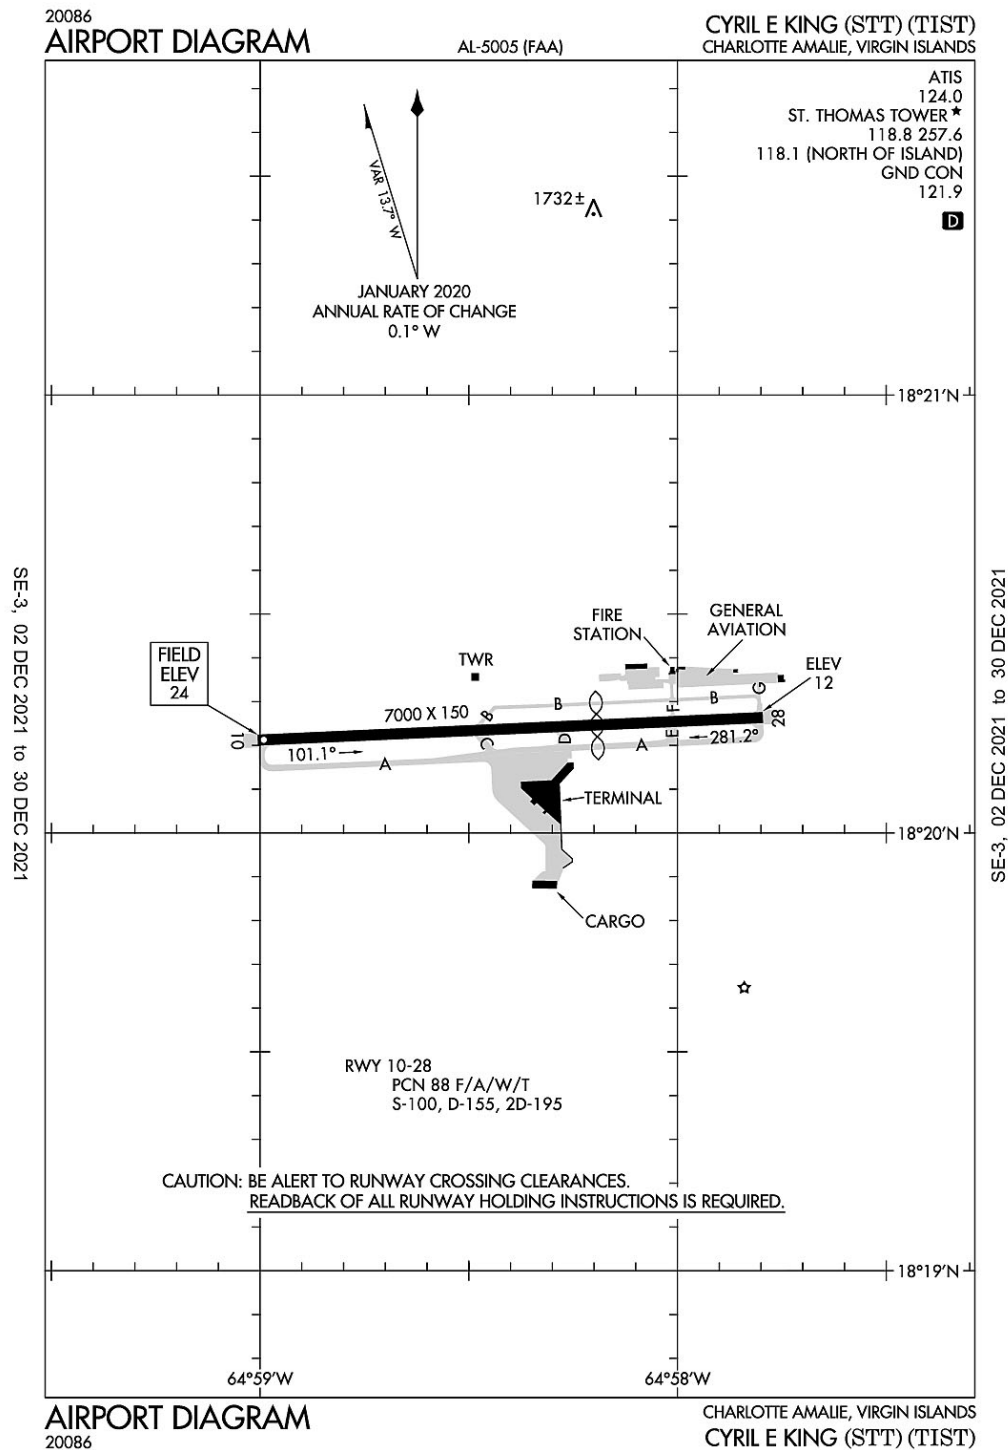 20086
AIRPORT DIAGRAM
AL-5005 (FAA)
CYRIL E KING (STT) (TIST)
CHARLOTTE AMALIE, VIRGIN ISLANDS
ATIS
124.0
ST. THOMAS TOWER ★
118.8 257.6
118.1 (NORTH OF ISLAND)
GND CON
121.9
D
VAR 13.7° W
JANUARY 2020
ANNUAL RATE OF CHANGE
0.1° W
1732±
18°21'N
SE-3, 02 DEC 2021 to 30 DEC 2021
SE-3, 02 DEC 2021 to 30 DEC 2021
FIELD
ELEV
24
TWR
FIRE
STATION
GENERAL
AVIATION
ELEV
12
7000 X 150
B
B
B
G
F
E
D
C
A
A
10
28
101.1°
281.2°
TERMINAL
18°20'N
CARGO
RWY 10-28
PCN 88 F/A/W/T
S-100, D-155, 2D-195
CAUTION: BE ALERT TO RUNWAY CROSSING CLEARANCES.
READBACK OF ALL RUNWAY HOLDING INSTRUCTIONS IS REQUIRED.
18°19'N
64°59'W
64°58'W
AIRPORT DIAGRAM
20086
CHARLOTTE AMALIE, VIRGIN ISLANDS
CYRIL E KING (STT) (TIST)